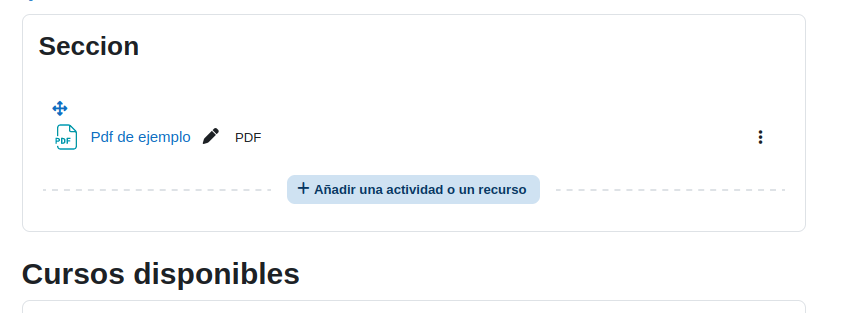 Seccion
PDF Pdf de ejemplo PDF
Añadir una actividad o un recurso
Cursos disponibles